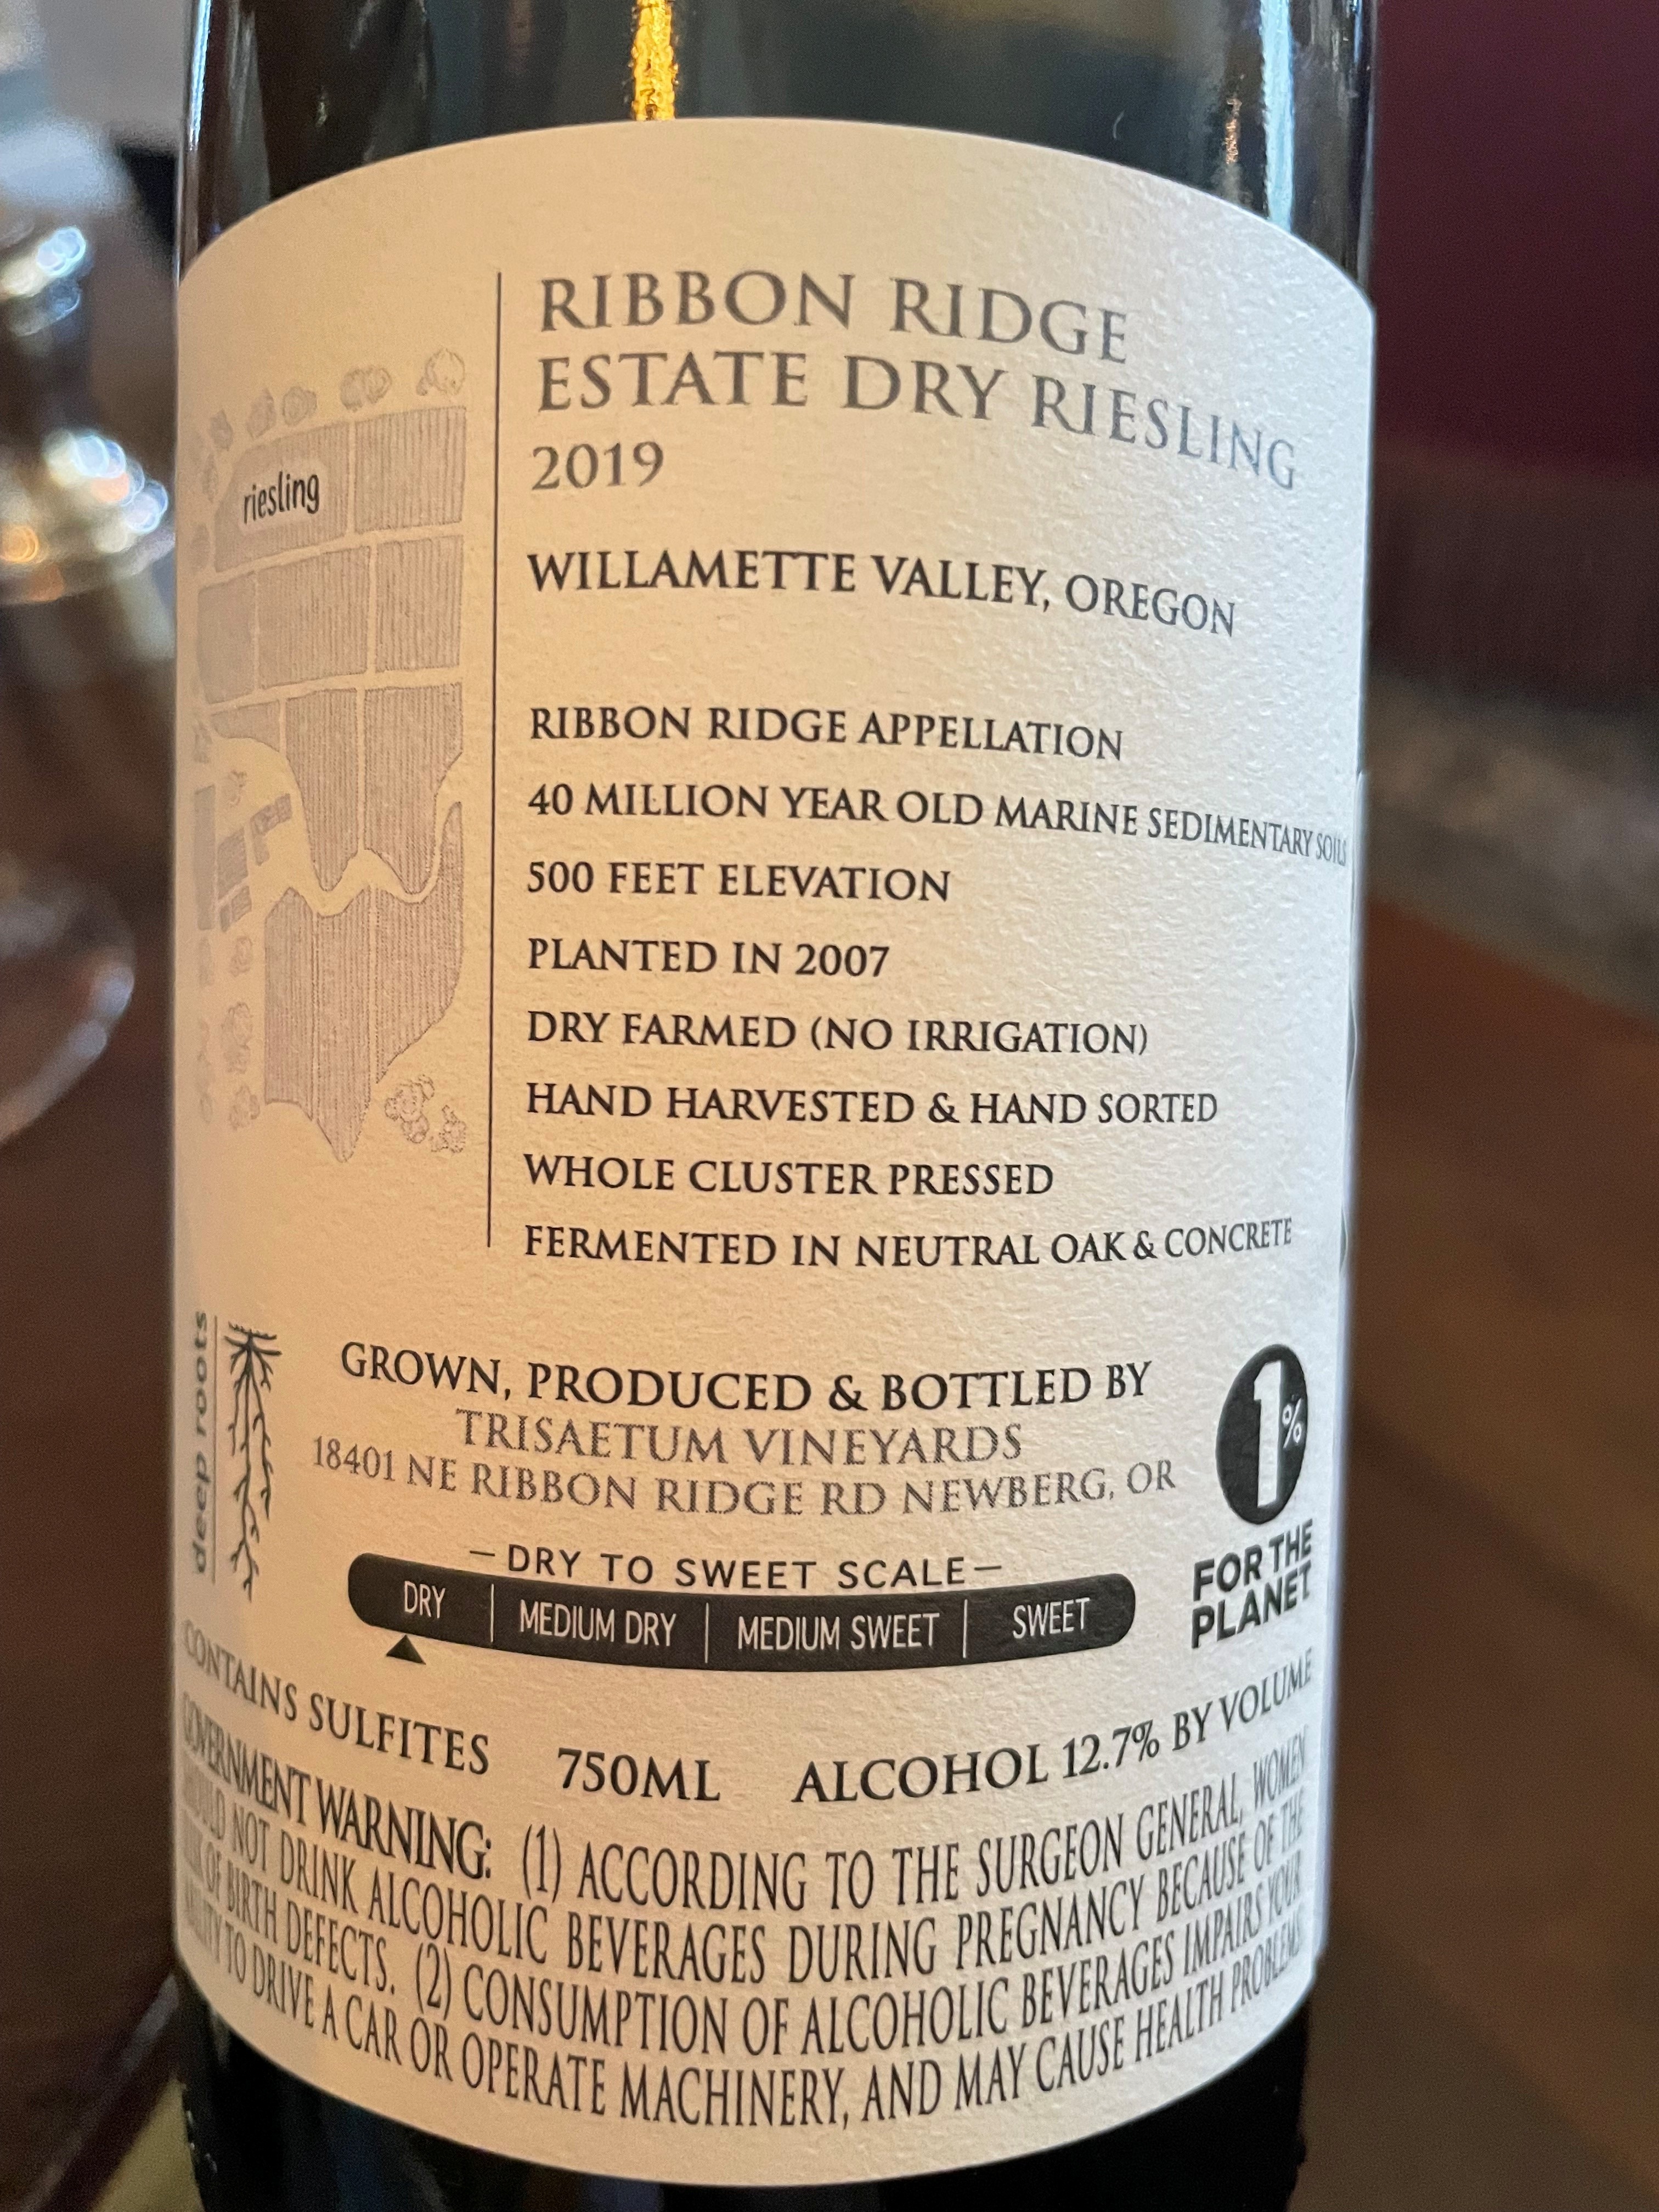 RIBBON RIDGE
ESTATE DRY RIESLING
2019
riesling
WILLAMETTE VALLEY, OREGON
RIBBON RIDGE APPELLATION
40 MILLION YEAR OLD MARINE SEDIMENTARY SOILS
500 FEET ELEVATION
PLANTED IN 2007
DRY FARMED (NO IRRIGATION)
HAND HARVESTED & HAND SORTED
WHOLE CLUSTER PRESSED
FERMENTED IN NEUTRAL OAK & CONCRETE
deep roots
GROWN, PRODUCED & BOTTLED BY
TRISAETUM VINEYARDS
18401 NE RIBBON RIDGE RD NEWBERG, OR
1%
FOR THE
PLANET
—DRY TO SWEET SCALE—
DRY | MEDIUM DRY | MEDIUM SWEET | SWEET
CONTAINS SULFITES 750ML ALCOHOL 12.7% BY VOLUME
GOVERNMENT WARNING: (1) ACCORDING TO THE SURGEON GENERAL, WOMEN
SHOULD NOT DRINK ALCOHOLIC BEVERAGES DURING PREGNANCY BECAUSE OF THE
RISK OF BIRTH DEFECTS. (2) CONSUMPTION OF ALCOHOLIC BEVERAGES IMPAIRS YOUR
ABILITY TO DRIVE A CAR OR OPERATE MACHINERY, AND MAY CAUSE HEALTH PROBLEMS